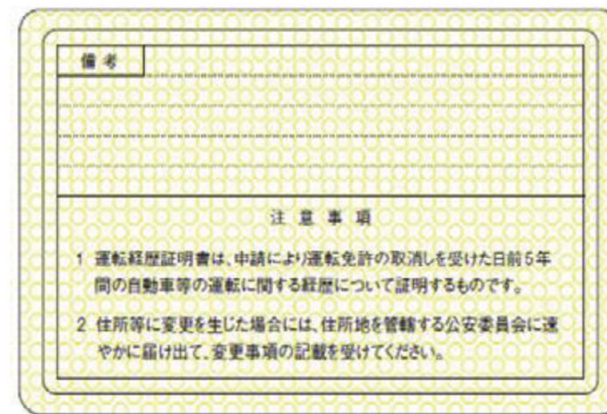 備考
注意事項
1 運転経歴証明書は、申請により運転免許の取消しを受けた日前5年
間の自動車等の運転に関する経歴について証明するものです。
2 住所等に変更を生じた場合には、住所地を管轄する公安委員会に速
やかに届け出て、変更事項の記載を受けてください。